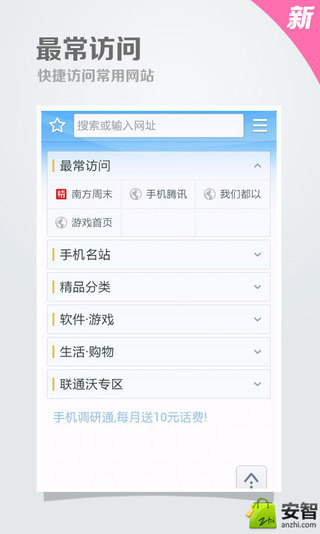 新
最常访问
快捷访问常用网站
搜索或输入网址
最常访问
精 南方周末 手机腾讯 我们都以
游戏首页
手机名站
精品分类
软件·游戏
生活·购物
联通沃专区
手机调研通,每月送10元话费!
zhi 安智
anzhi.com